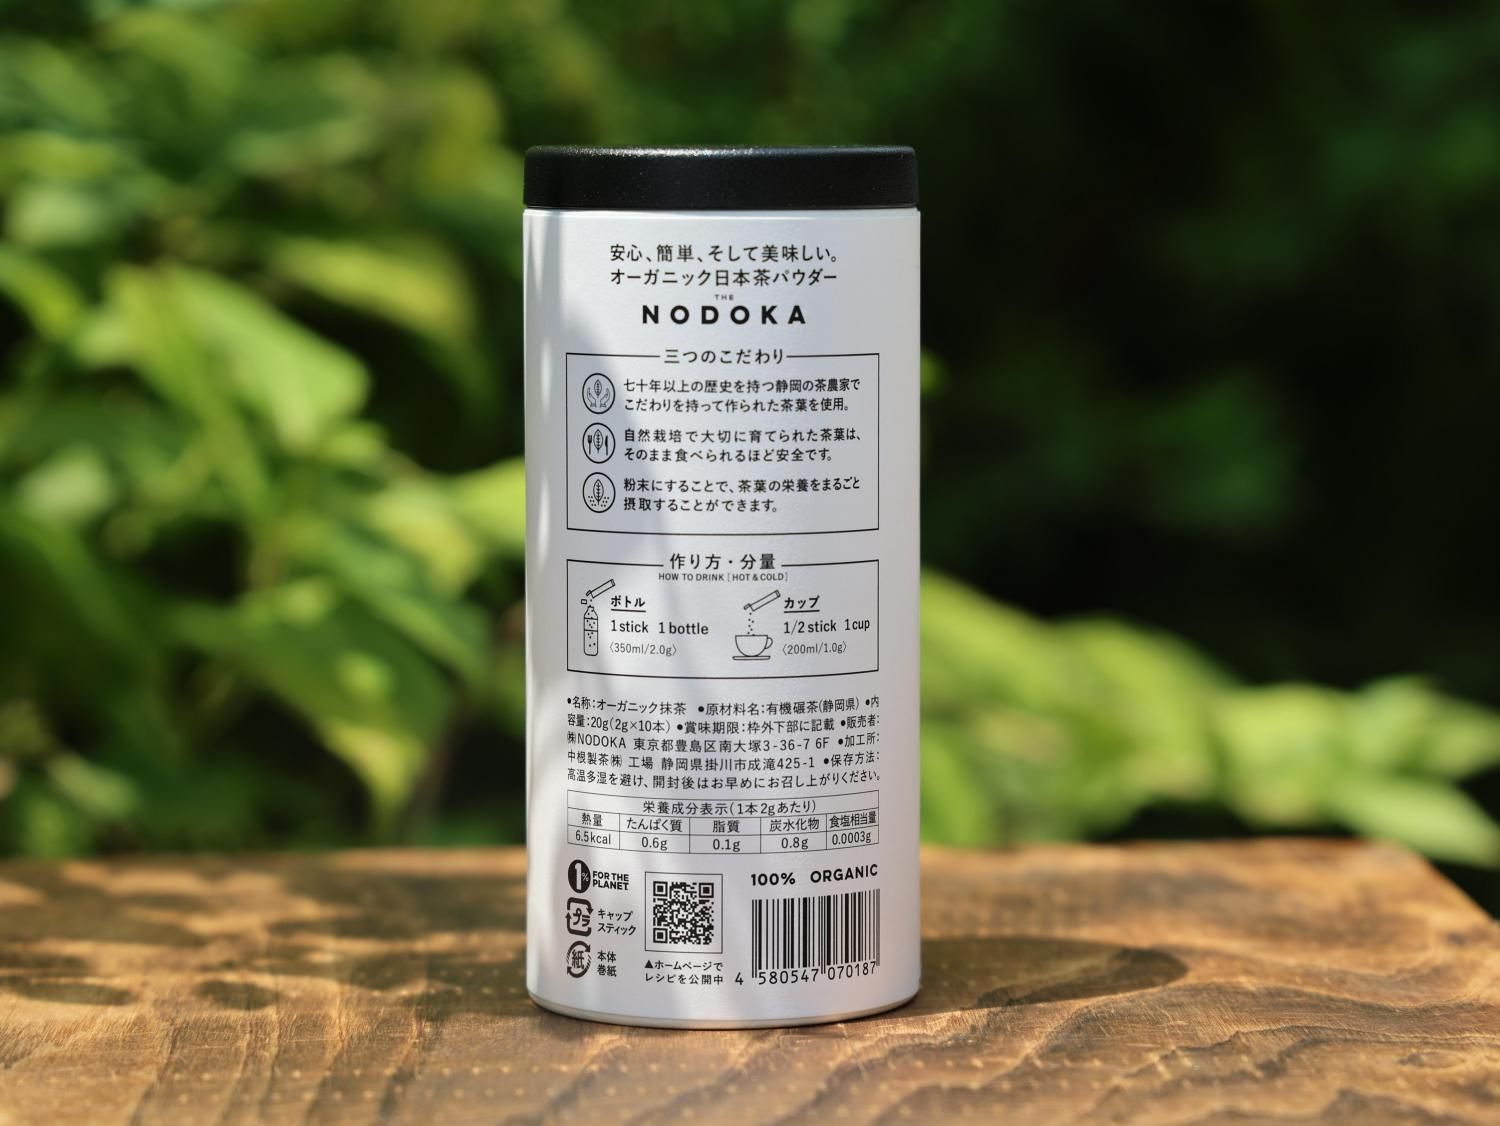 安心、簡単、そして美味しい。
オーガニック日本茶パウダー
THE
NODOKA
三つのこだわり
七十年以上の歴史を持つ静岡の茶農家で
こだわりを持って作られた茶葉を使用。
自然栽培で大切に育てられた茶葉は、
そのまま食べられるほど安全です。
粉末にすることで、茶葉の栄養をまるごと
摂取することができます。
作り方・分量
HOW TO DRINK [HOT & COLD]
ボトル
1 stick 1 bottle
〈350ml/2.0g〉
カップ
1/2 stick 1 cup
〈200ml/1.0g〉
•名称:オーガニック抹茶 •原材料名:有機碾茶(静岡県) •内
容量:20g(2g×10本) •賞味期限:枠外下部に記載 •販売者:
㈱NODOKA 東京都豊島区南大塚3-36-7 6F •加工所:
中根製茶㈱ 工場 静岡県掛川市成滝425-1 •保存方法:
高温多湿を避け、開封後はお早めにお召し上がりください。
栄養成分表示(1本2gあたり)
熱量 たんぱく質 脂質 炭水化物 食塩相当量
6.5kcal 0.6g 0.1g 0.8g 0.0003g
1% FOR THE
PLANET
プラ キャップ
スティック
紙 本体
巻紙
▲ホームページで
レシピを公開中
100% ORGANIC
4 580547 070187